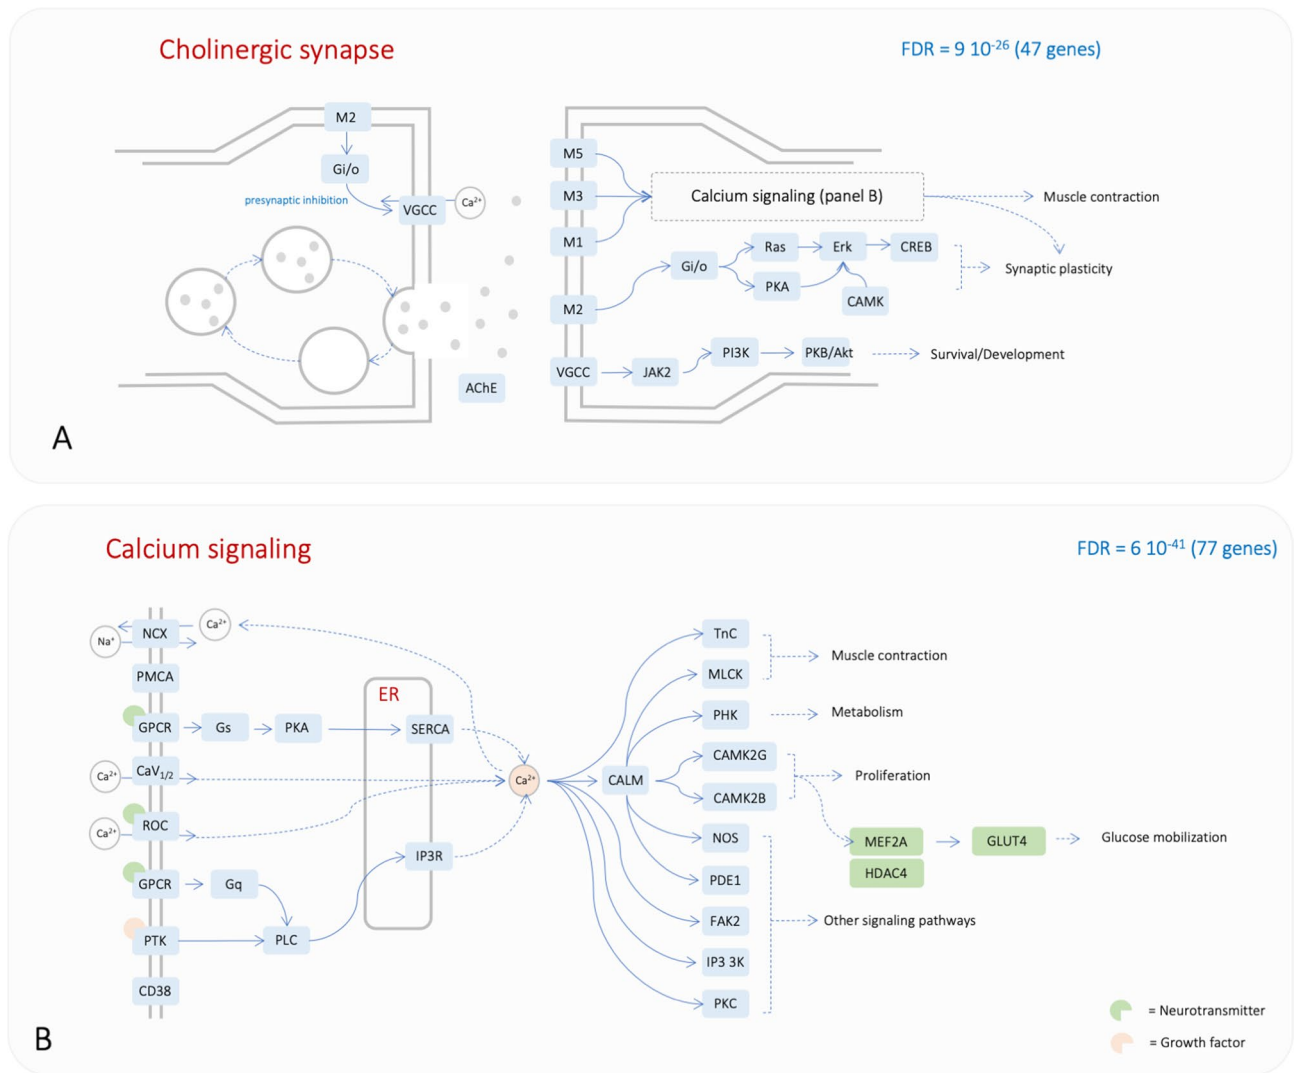 Cholinergic synapse
FDR = 9 10⁻²⁶ (47 genes)
M2
Gi/o
presynaptic inhibition
VGCC
Ca²⁺
AChE
M5
M3
M1
M2
VGCC
Calcium signaling (panel B)
Muscle contraction
Gi/o
Ras
Erk
CREB
PKA
CAMK
Synaptic plasticity
JAK2
PI3K
PKB/Akt
Survival/Development
A
Calcium signaling
FDR = 6 10⁻⁴¹ (77 genes)
Na⁺
NCX
Ca²⁺
PMCA
GPCR
Gs
PKA
ER
SERCA
Ca²⁺
CaV₁/₂
Ca²⁺
ROC
GPCR
Gq
IP3R
PTK
PLC
CD38
Ca²⁺
CALM
TnC
MLCK
Muscle contraction
PHK
Metabolism
CAMK2G
CAMK2B
Proliferation
NOS
PDE1
FAK2
IP3 3K
PKC
MEF2A
HDAC4
GLUT4
Glucose mobilization
Other signaling pathways
= Neurotransmitter
= Growth factor
B